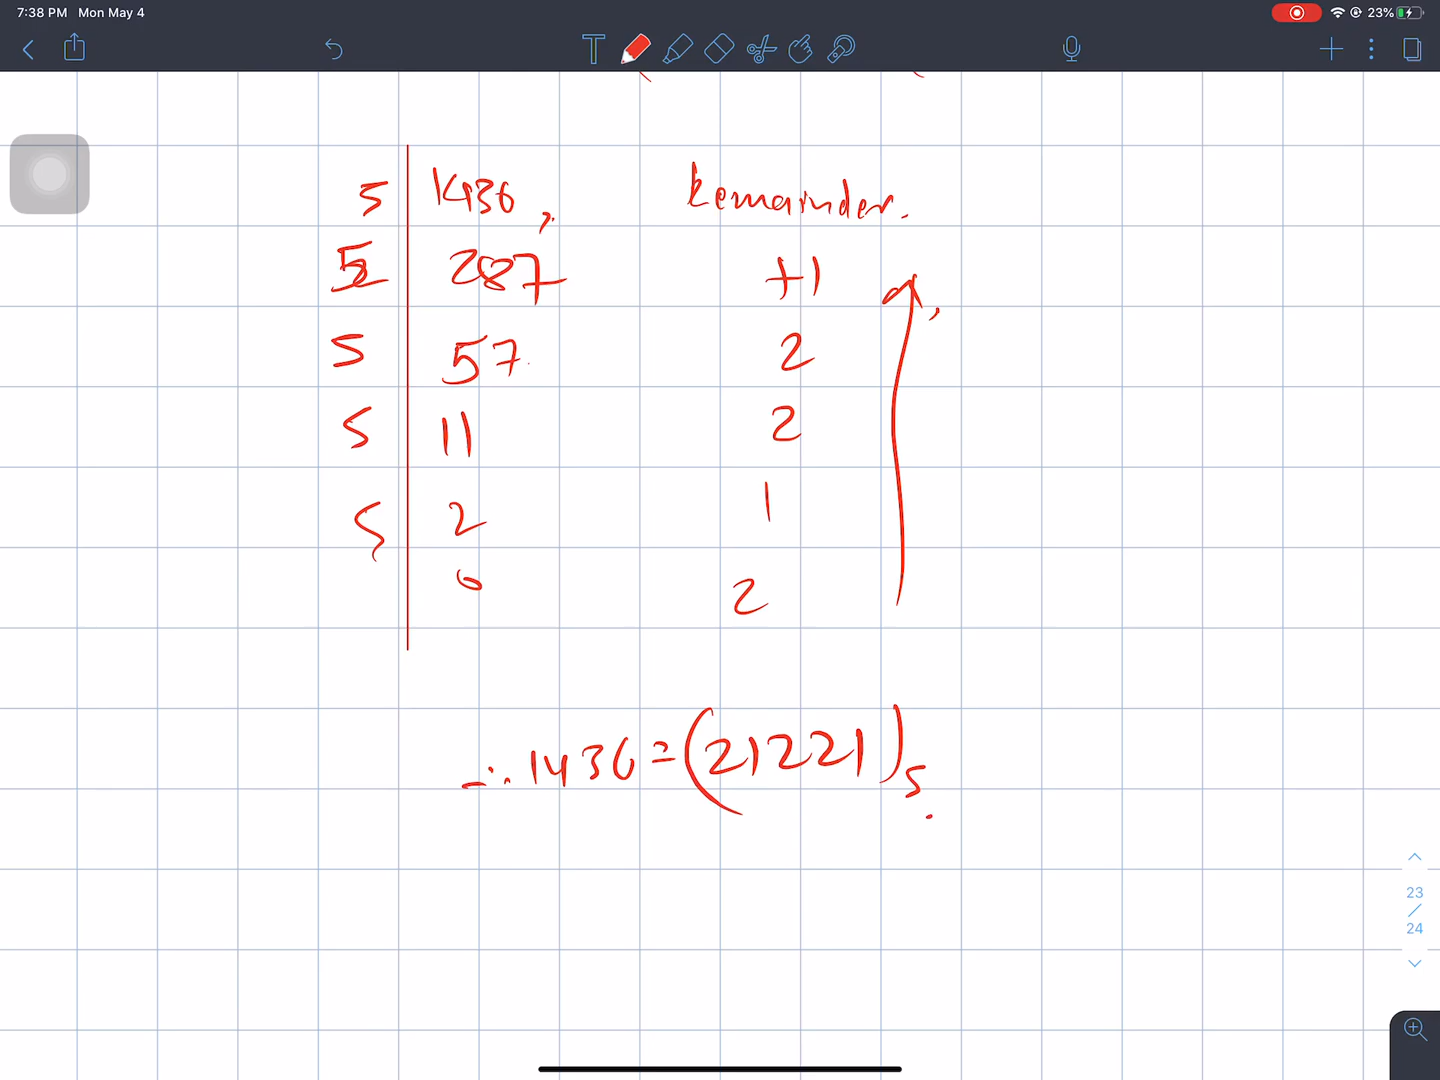 7:38 PM Mon May 4 23%
T
5 1436, Remainder.
5 287 +1
5 57 2
5 11 2
5 2 1
0 2
∴ 1436 = (21221)5.
23
/
24